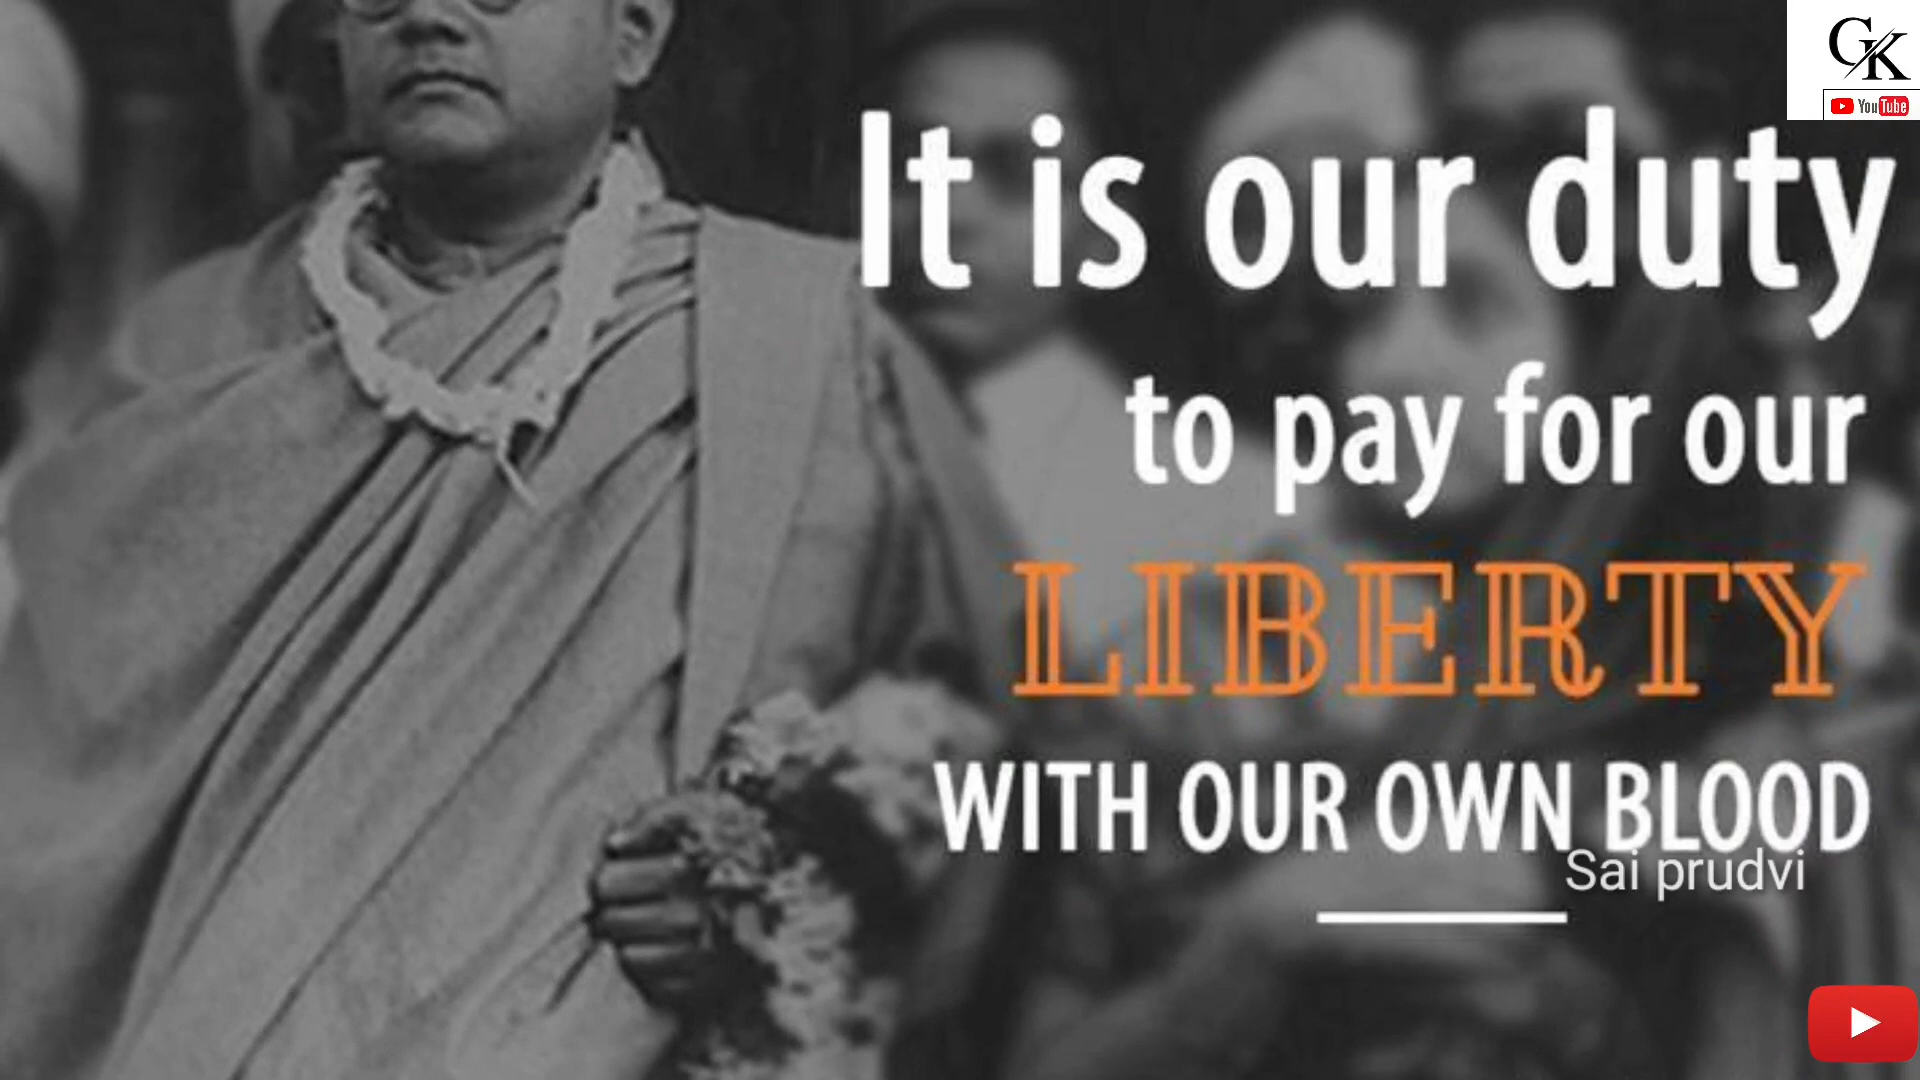 GK
YouTube
It is our duty
to pay for our
LIBERTY
WITH OUR OWN BLOOD
Sai prudvi